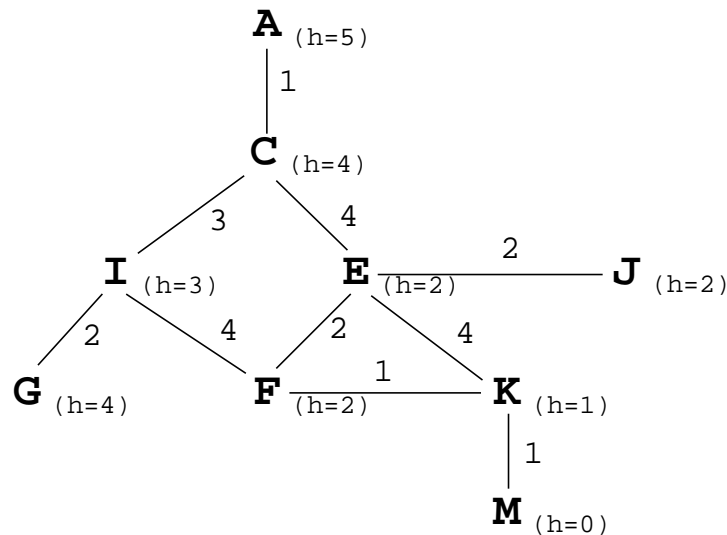 A (h=5)
1
C (h=4)
3 4
I (h=3) E (h=2) 2 J (h=2)
2 4 2 4
G (h=4) F (h=2) 1 K (h=1)
1
M (h=0)